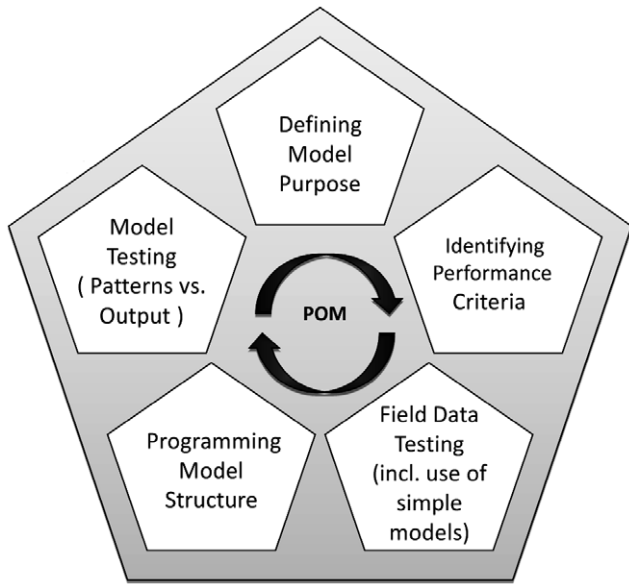 Defining
Model
Purpose
Identifying
Performance
Criteria
Field Data
Testing
(incl. use of
simple
models)
Programming
Model
Structure
Model
Testing
( Patterns vs.
Output )
POM